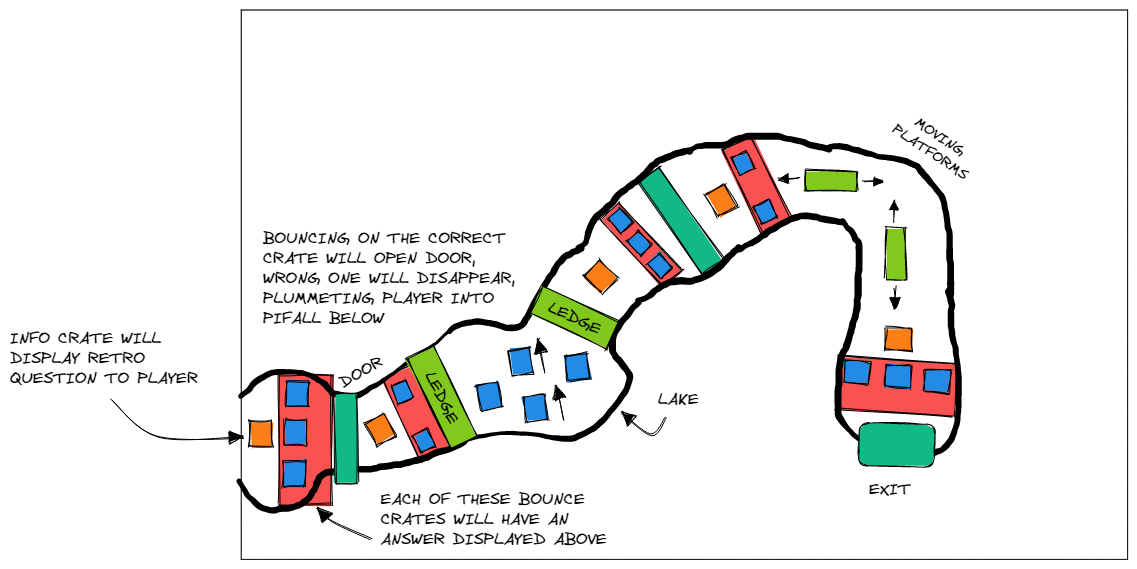 MOVING
PLATFORMS
BOUNCING ON THE CORRECT
CRATE WILL OPEN DOOR,
WRONG ONE WILL DISAPPEAR,
PLUMMETING PLAYER INTO
PIFALL BELOW
LEDGE
INFO CRATE WILL
DISPLAY RETRO
QUESTION TO PLAYER
DOOR
LEDGE
LAKE
EXIT
EACH OF THESE BOUNCE
CRATES WILL HAVE AN
ANSWER DISPLAYED ABOVE